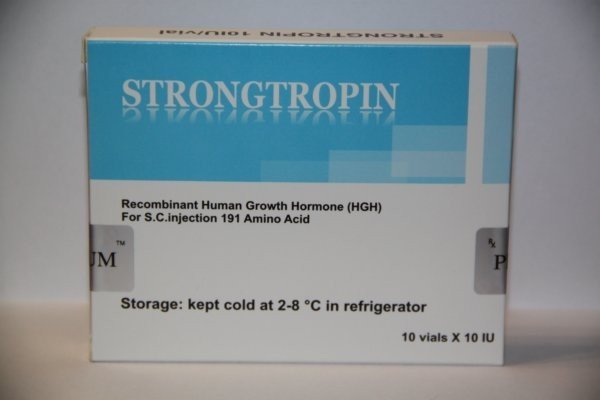 STRONGTROPIN 10IU/vial
STRONGTROPIN
Recombinant Human Growth Hormone (HGH)
For S.C.injection 191 Amino Acid
UM™
℞ P
Storage: kept cold at 2-8 °C in refrigerator
10 vials X 10 IU